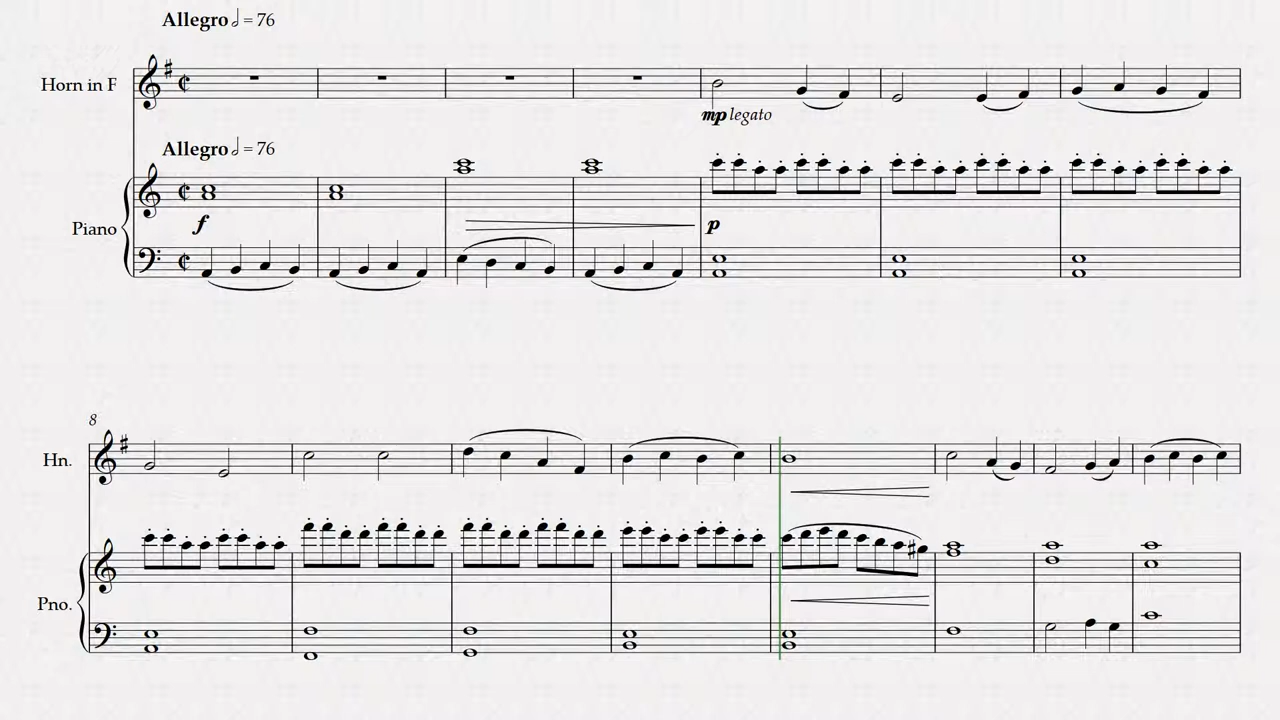 Allegro 𝅗𝅥 = 76
Horn in F
mp legato
Allegro 𝅗𝅥 = 76
Piano
f
p
8
Hn.
Pno.